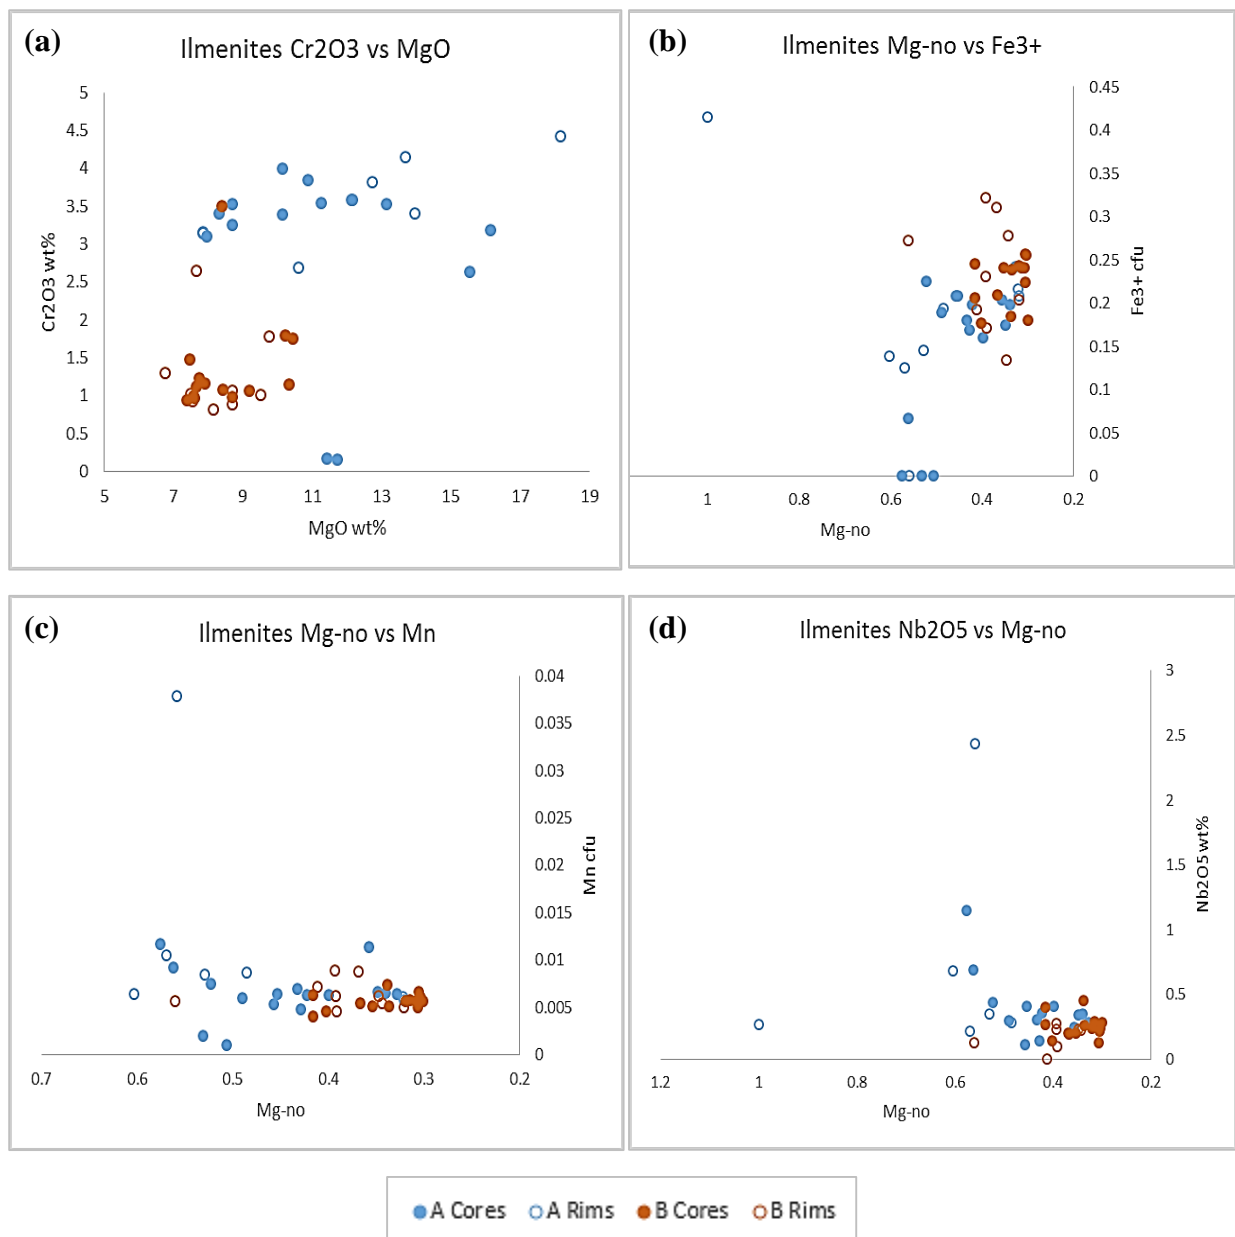 (a)
Ilmenites Cr2O3 vs MgO
5
4.5
4
3.5
3
2.5
2
1.5
1
0.5
0
Cr2O3 wt%
5 7 9 11 13 15 17 19
MgO wt%
(b)
Ilmenites Mg-no vs Fe3+
0.45
0.4
0.35
0.3
0.25
0.2
0.15
0.1
0.05
0
Fe3+ cfu
1 0.8 0.6 0.4 0.2
Mg-no
(c)
Ilmenites Mg-no vs Mn
0.04
0.035
0.03
0.025
0.02
0.015
0.01
0.005
0
Mn cfu
0.7 0.6 0.5 0.4 0.3 0.2
Mg-no
(d)
Ilmenites Nb2O5 vs Mg-no
3
2.5
2
1.5
1
0.5
0
Nb2O5 wt%
1.2 1 0.8 0.6 0.4 0.2
Mg-no
A Cores A Rims B Cores B Rims